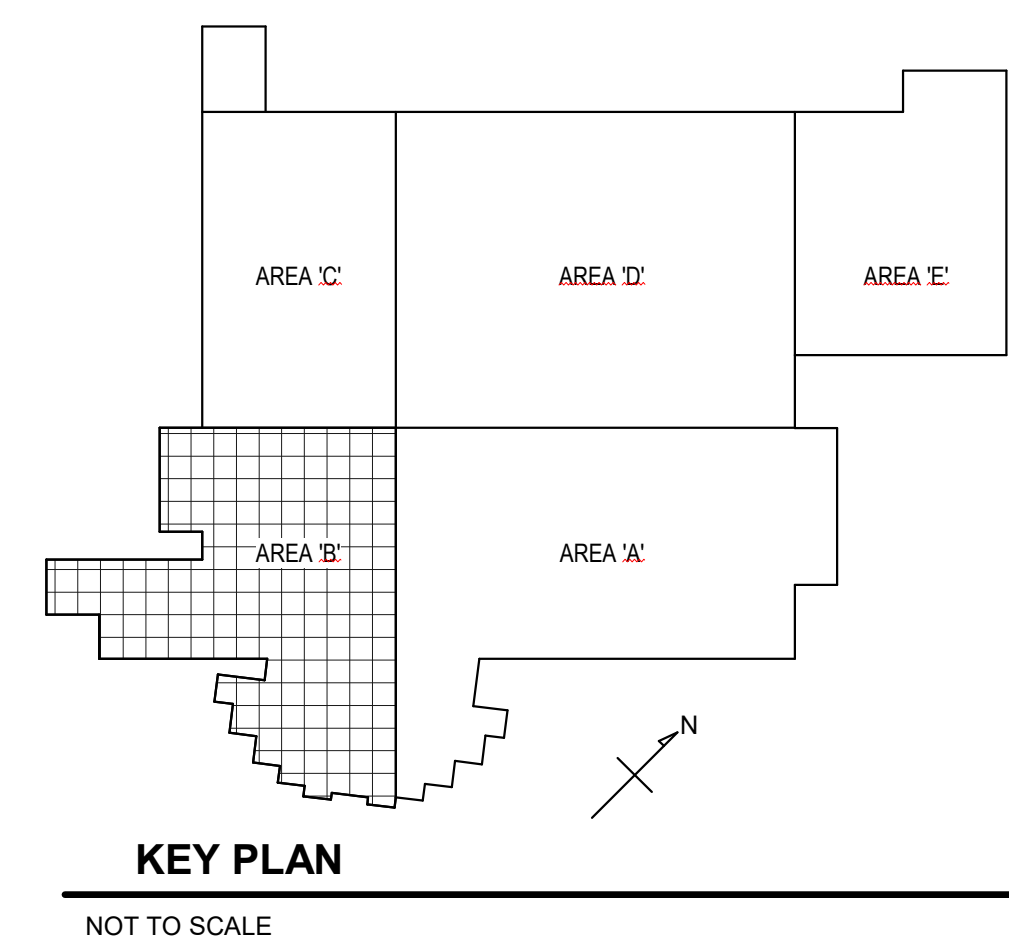 AREA 'C'
AREA 'D'
AREA 'E'
AREA 'B'
AREA 'A'
N
KEY PLAN
NOT TO SCALE